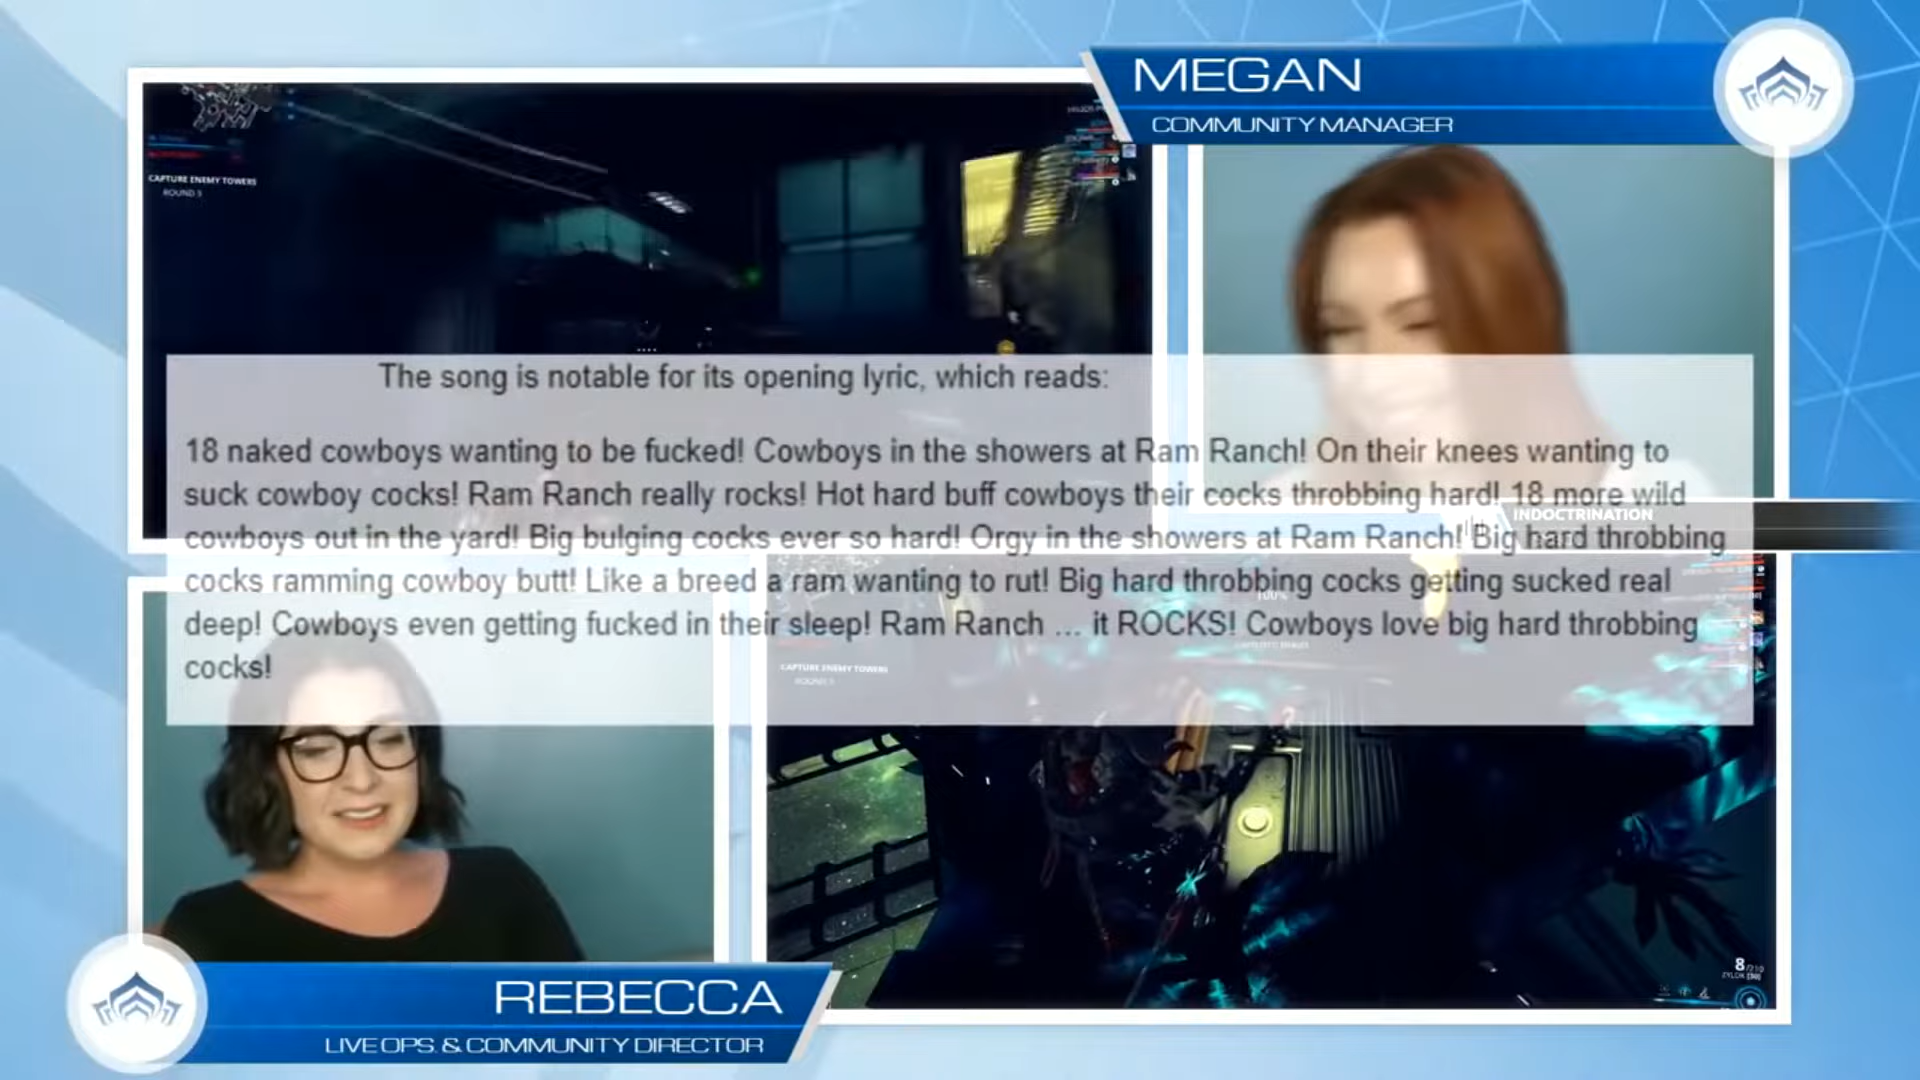 MEGAN
COMMUNITY MANAGER
CAPTURE ENEMY TOWERS
ROUND 3
The song is notable for its opening lyric, which reads:
18 naked cowboys wanting to be fucked! Cowboys in the showers at Ram Ranch! On their knees wanting to
suck cowboy cocks! Ram Ranch really rocks! Hot hard buff cowboys their cocks throbbing hard! 18 more wild
cowboys out in the yard! Big bulging cocks ever so hard! Orgy in the showers at Ram Ranch! Big hard throbbing
cocks ramming cowboy butt! Like a breed a ram wanting to rut! Big hard throbbing cocks getting sucked real
deep! Cowboys even getting fucked in their sleep! Ram Ranch ... it ROCKS! Cowboys love big hard throbbing
cocks!
INDOCTRINATION
100%
CAPTURE ENEMY TOWERS
8/210
REBECCA
LIVE OPS. & COMMUNITY DIRECTOR